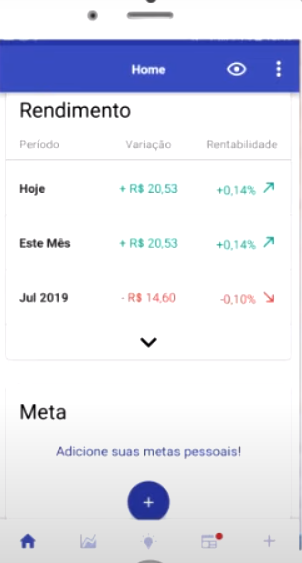 Home
Rendimento
Período Variação Rentabilidade
Hoje + R$ 20,53 +0,14%
Este Mês + R$ 20,53 +0,14%
Jul 2019 - R$ 14,60 -0,10%
Meta
Adicione suas metas pessoais!
+